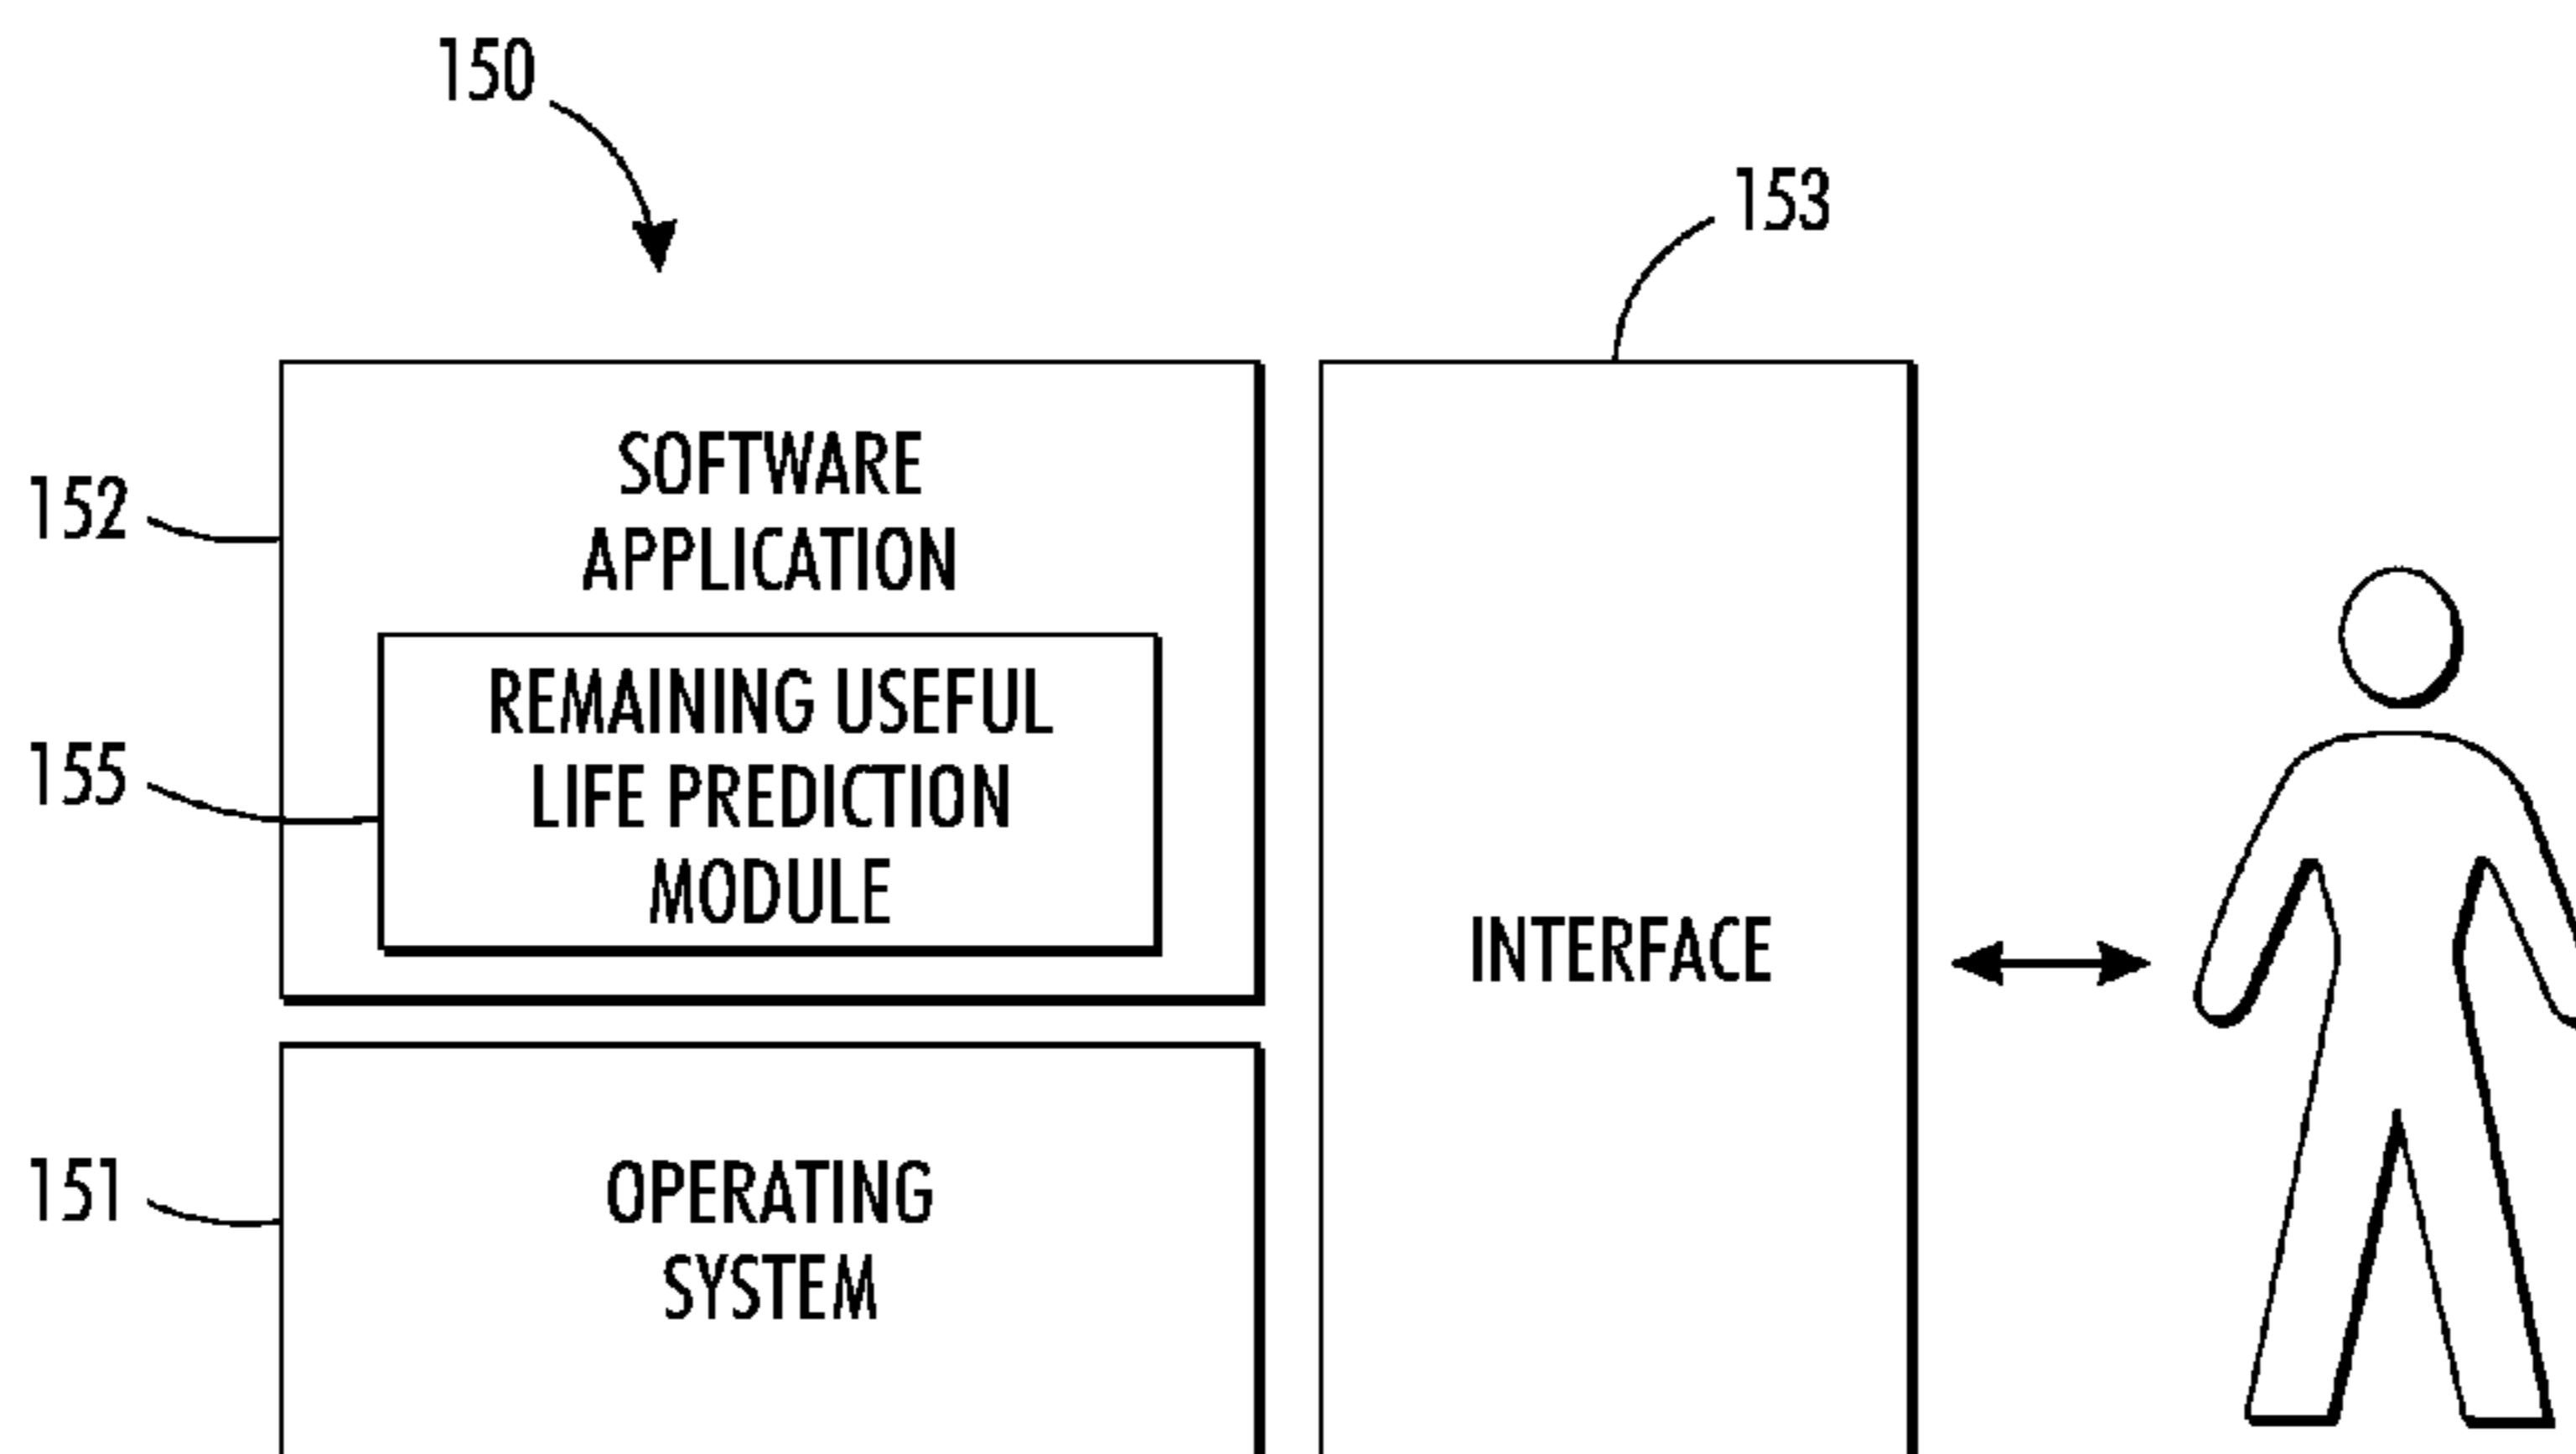 150
153
152
SOFTWARE
APPLICATION
155
REMAINING USEFUL
LIFE PREDICTION
MODULE
INTERFACE
151
OPERATING
SYSTEM